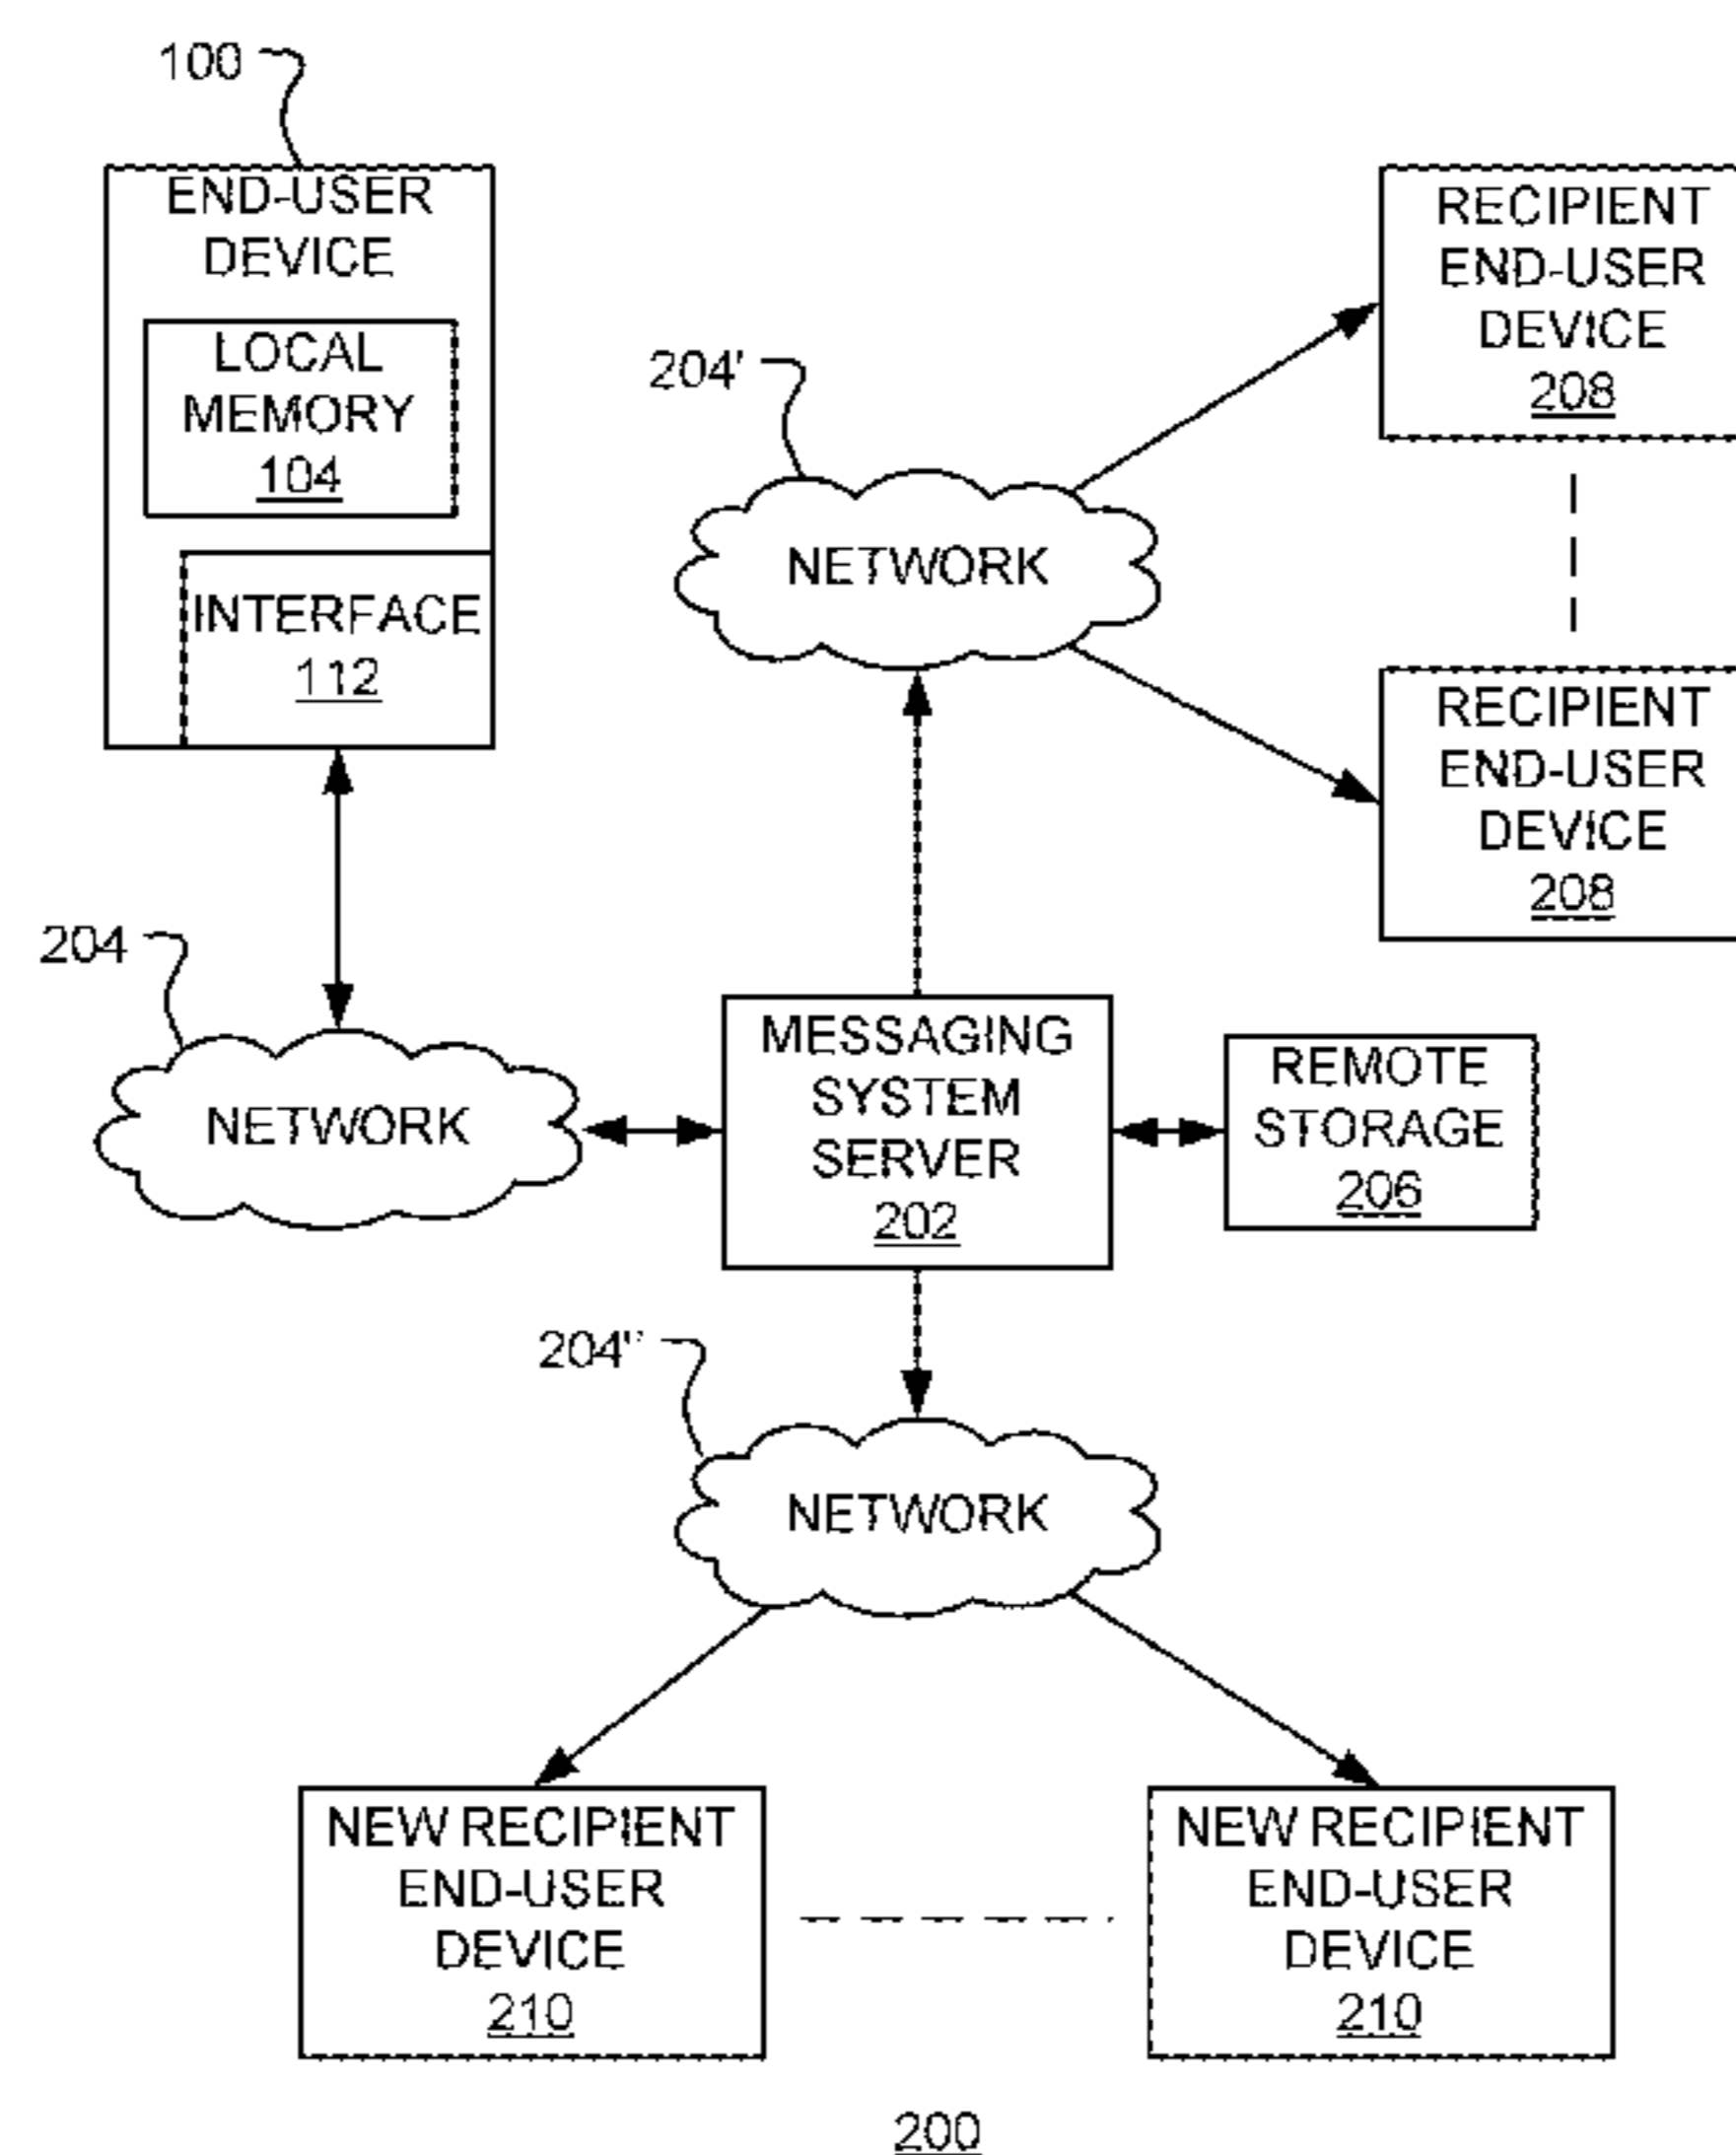 100
END-USER
DEVICE
LOCAL
MEMORY
104
INTERFACE
112
204'
NETWORK
RECIPIENT
END-USER
DEVICE
208
RECIPIENT
END-USER
DEVICE
208
204
NETWORK
MESSAGING
SYSTEM
SERVER
202
REMOTE
STORAGE
206
204"
NETWORK
NEW RECIPIENT
END-USER
DEVICE
210
NEW RECIPIENT
END-USER
DEVICE
210
200